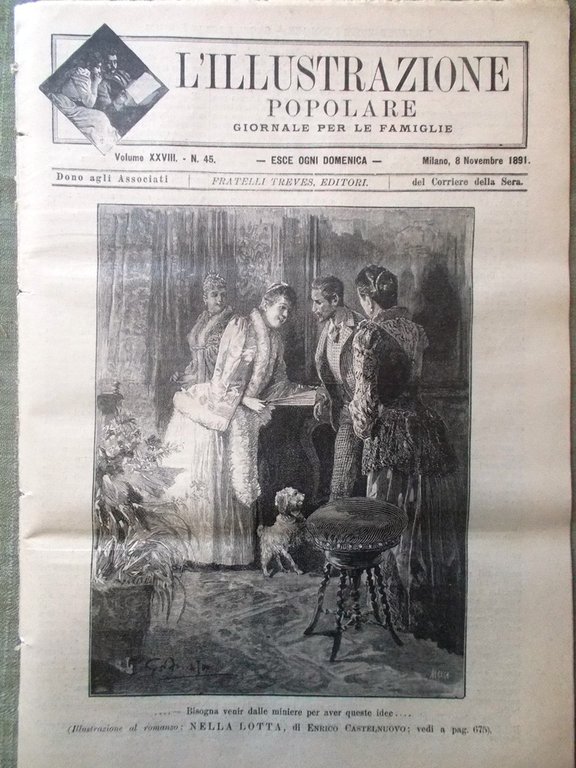 L'ILLUSTRAZIONE
POPOLARE
GIORNALE PER LE FAMIGLIE
Volume XXVIII. - N. 45. — ESCE OGNI DOMENICA — Milano, 8 Novembre 1891.
Dono agli Associati FRATELLI TREVES, EDITORI. del Corriere della Sera.
....— Bisogna venir dalle miniere per aver queste idee....
(Illustrazione al romanzo: NELLA LOTTA, di ENRICO CASTELNUOVO; vedi a pag. 675).